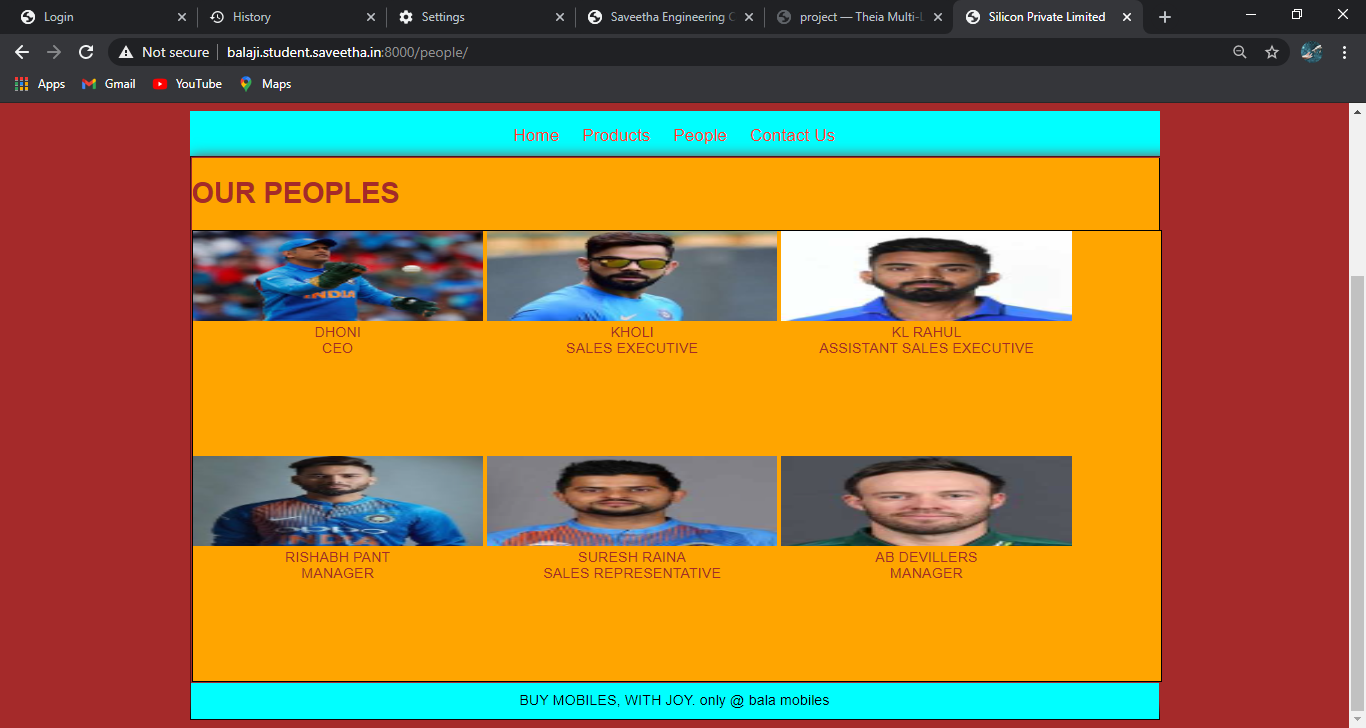 Login
History
Settings
Saveetha Engineering
project — Theia Multi-
Silicon Private Limited
Not secure balaji.student.saveetha.in:8000/people/
Apps Gmail YouTube Maps
Home Products People Contact Us
OUR PEOPLES
INDIA
DHONI
CEO
KHOLI
SALES EXECUTIVE
KL RAHUL
ASSISTANT SALES EXECUTIVE
oppo
INDIA
RISHABH PANT
MANAGER
SURESH RAINA
SALES REPRESENTATIVE
AB DEVILLERS
MANAGER
BUY MOBILES, WITH JOY. only @ bala mobiles